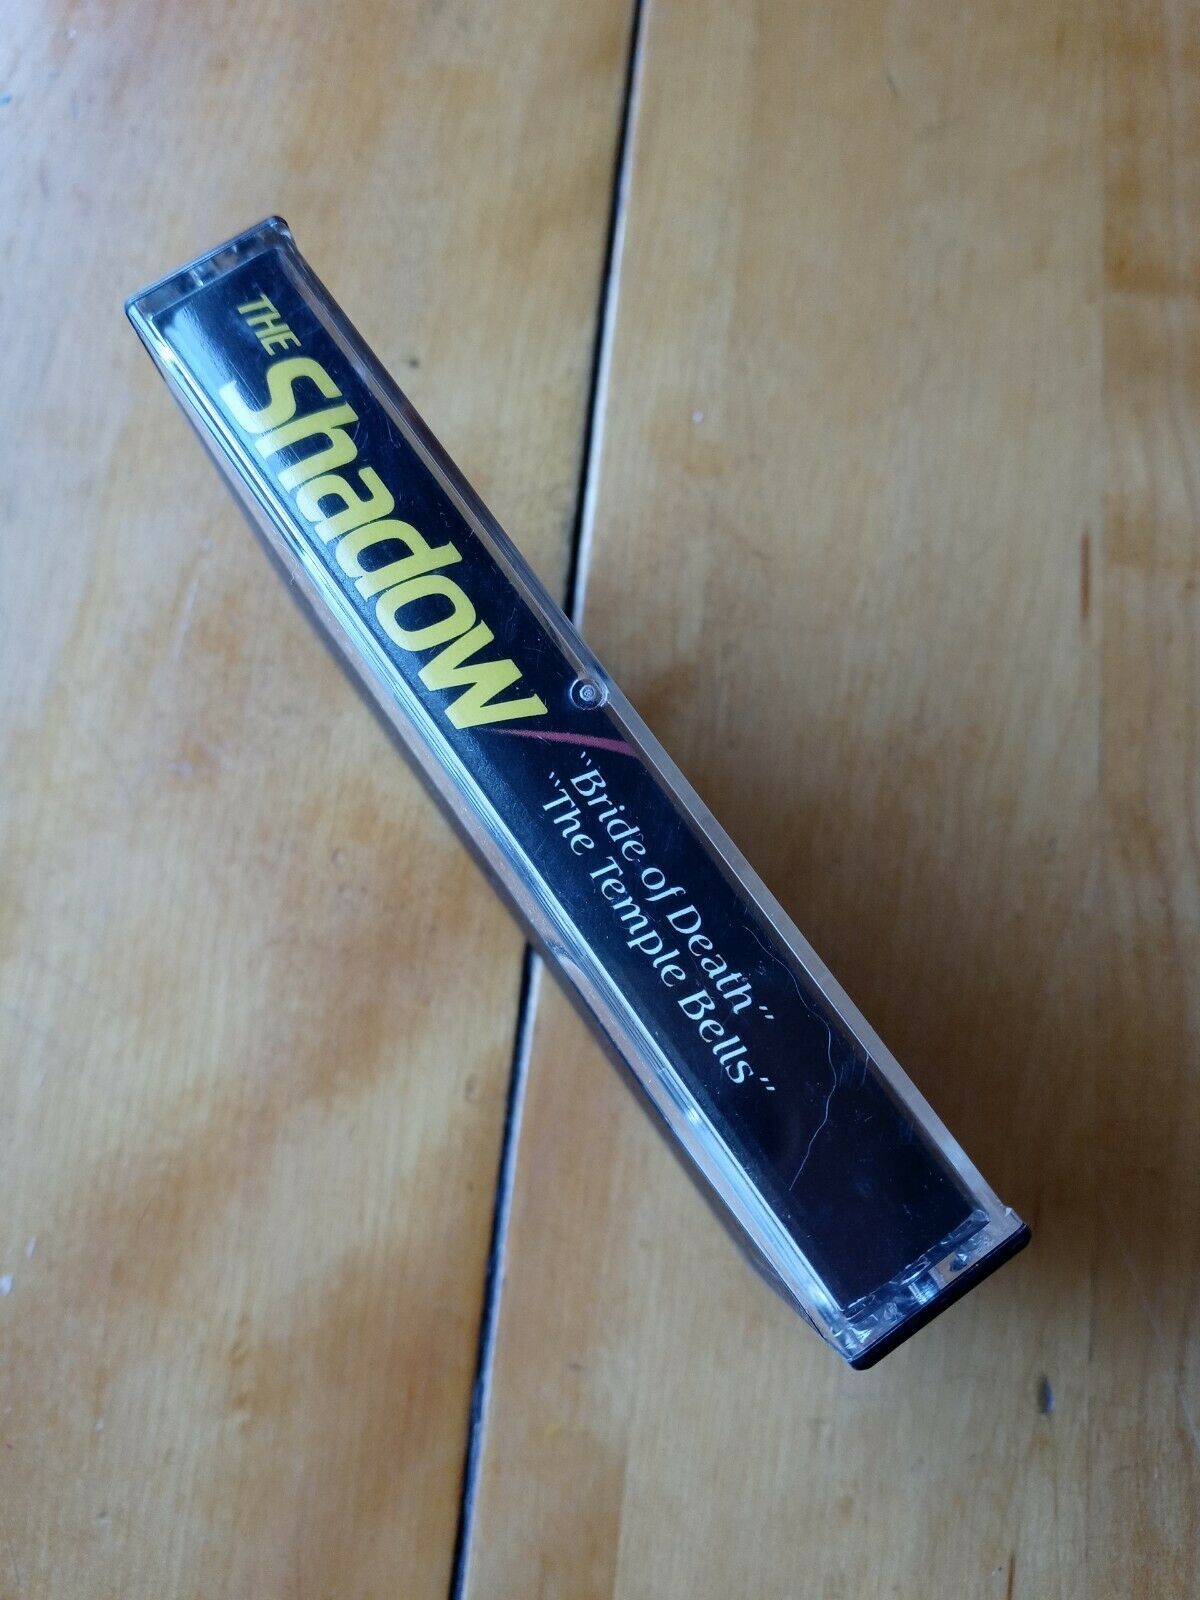 THE Shadow
"Bride of Death"
"The Temple Bells"